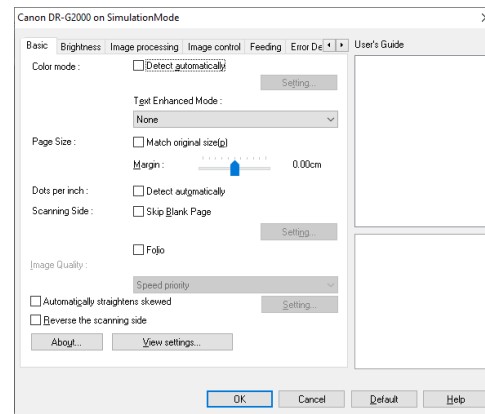 Canon DR-G2000 on SimulationMode
Basic Brightness Image processing Image control Feeding Error De
User's Guide
Color mode : Detect automatically
Setting...
Text Enhanced Mode :
None
Page Size : Match original size(p)
Margin : 0.00cm
Dots per inch : Detect automatically
Scanning Side : Skip Blank Page
Setting...
Folio
Image Quality :
Speed priority
Automatically straightens skewed Setting...
Reverse the scanning side
About... View settings...
OK Cancel Default Help